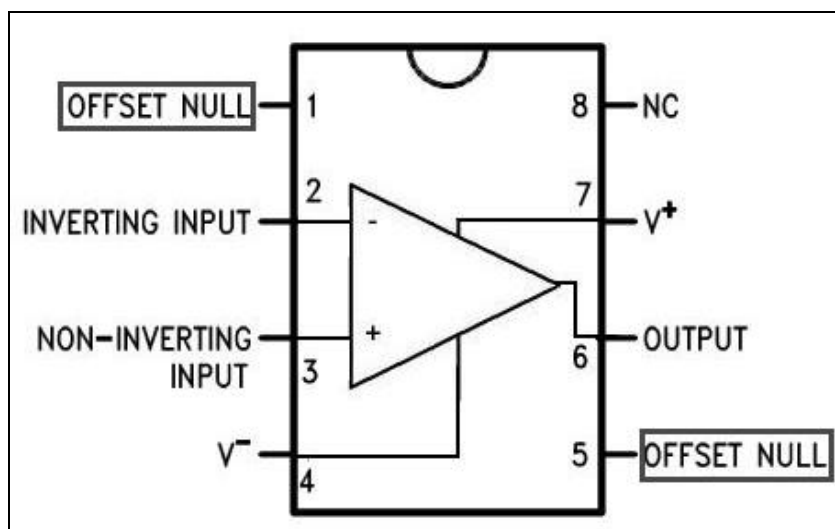 OFFSET NULL 1 8 NC
2 7
INVERTING INPUT - V+
NON-INVERTING + OUTPUT
INPUT 3 6
V- 5 OFFSET NULL
4